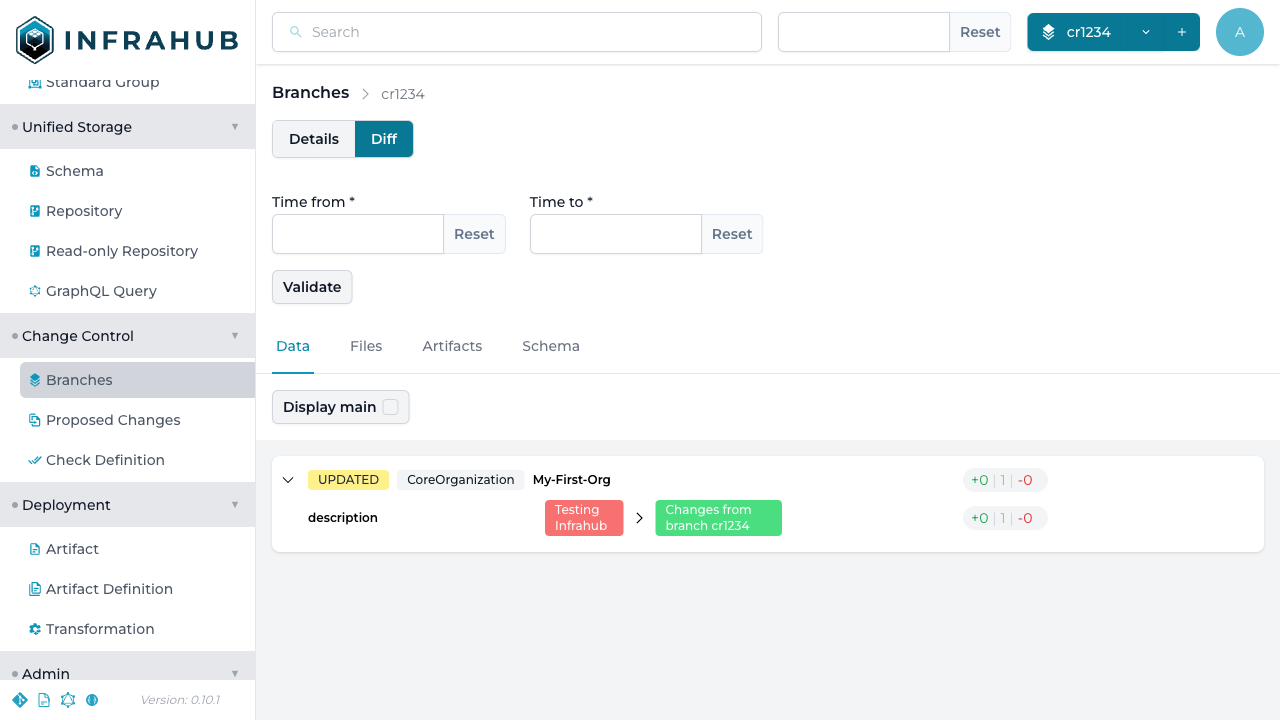 INFRAHUB
Search
Reset
cr1234
+
A
Standard Group
Unified Storage
Schema
Repository
Read-only Repository
GraphQL Query
Change Control
Branches
Proposed Changes
Check Definition
Deployment
Artifact
Artifact Definition
Transformation
Admin
Version: 0.10.1
Branches
cr1234
Details
Diff
Time from *
Reset
Time to *
Reset
Validate
Data
Files
Artifacts
Schema
Display main
UPDATED
CoreOrganization
My-First-Org
+0 | 1 | -0
description
Testing
Infrahub
Changes from
branch cr1234
+0 | 1 | -0